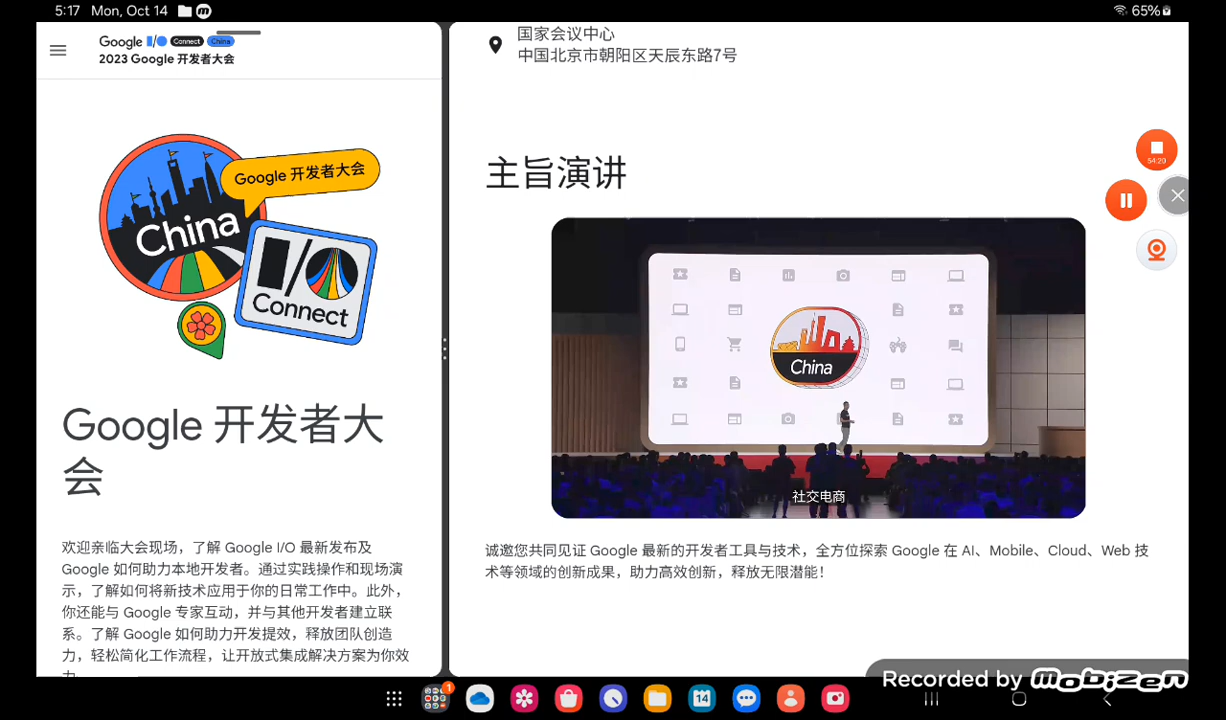 5:17 Mon, Oct 14
65%
Google I/O Connect China
2023 Google 开发者大会
Google 开发者大会
China
I/O
Connect
Google 开发者大
会
欢迎亲临大会现场，了解 Google I/O 最新发布及
Google 如何助力本地开发者。通过实践操作和现场演
示，了解如何将新技术应用于你的日常工作中。此外，
你还能与 Google 专家互动，并与其他开发者建立联
系。了解 Google 如何助力开发提效，释放团队创造
力，轻松简化工作流程，让开放式集成解决方案为你效
力。
国家会议中心
中国北京市朝阳区天辰东路7号
主旨演讲
China
社交电商
诚邀您共同见证 Google 最新的开发者工具与技术，全方位探索 Google 在 AI、Mobile、Cloud、Web 技
术等领域的创新成果，助力高效创新，释放无限潜能！
54:29
Recorded by mobizen
1
14